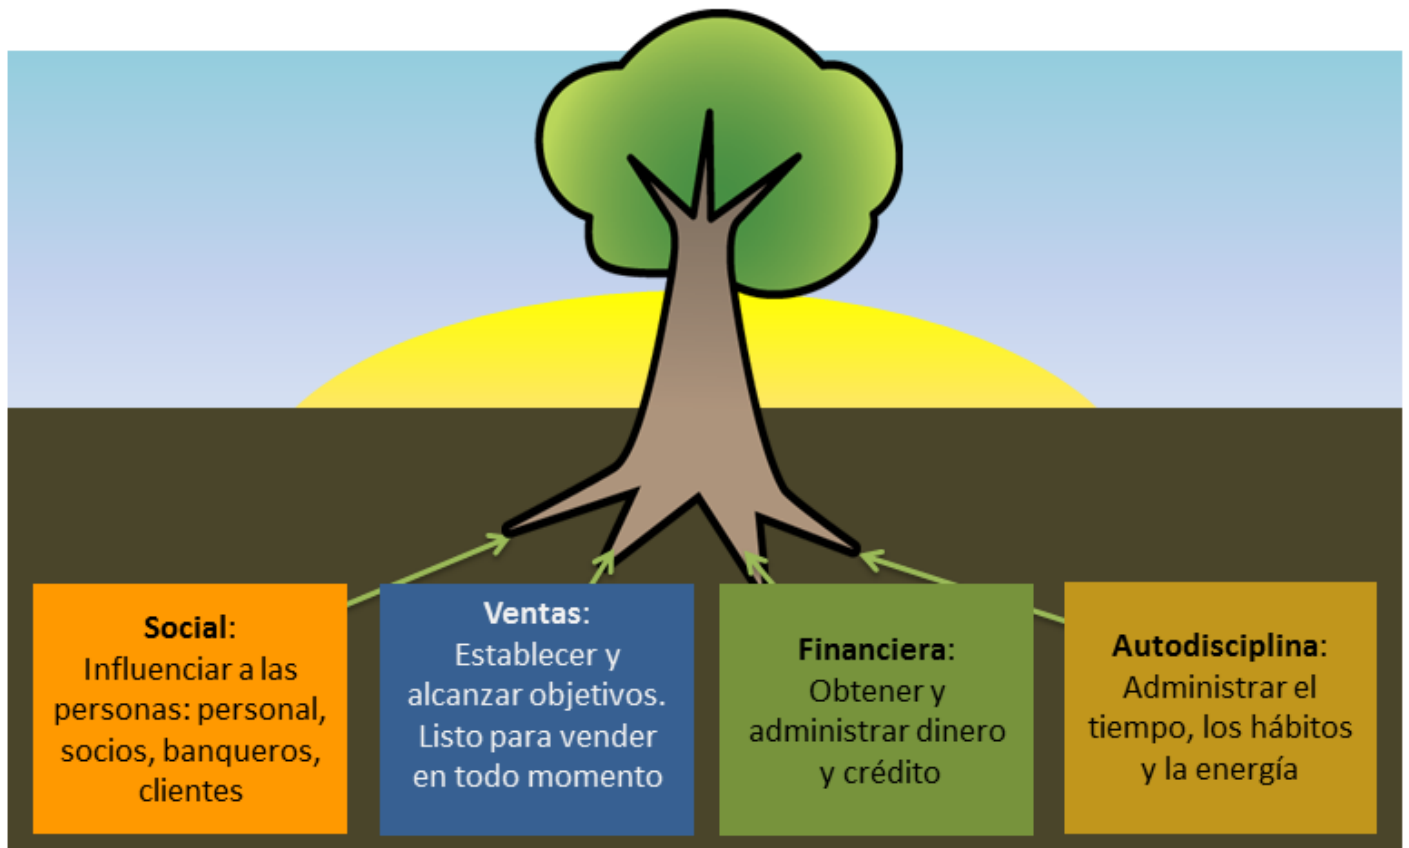 Social:
Influenciar a las
personas: personal,
socios, banqueros,
clientes
Ventas:
Establecer y
alcanzar objetivos.
Listo para vender
en todo momento
Financiera:
Obtener y
administrar dinero
y crédito
Autodisciplina:
Administrar el
tiempo, los hábitos
y la energía